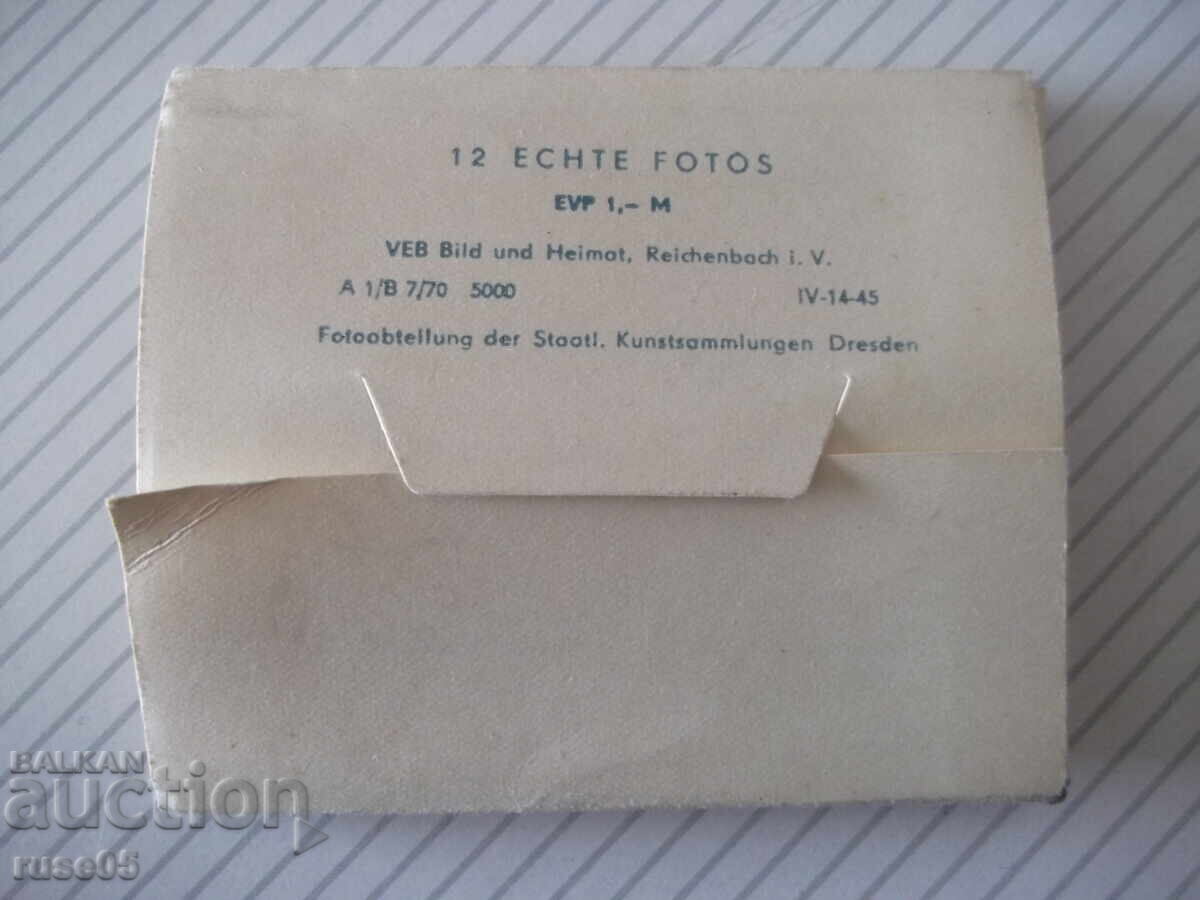 12 ECHTE FOTOS
EVP 1,– M
VEB Bild und Heimat, Reichenbach i. V.
A 1/B 7/70 5000 IV-14-45
Fotoabteilung der Staatl. Kunstsammlungen Dresden
BALKAN
auction
ruse05